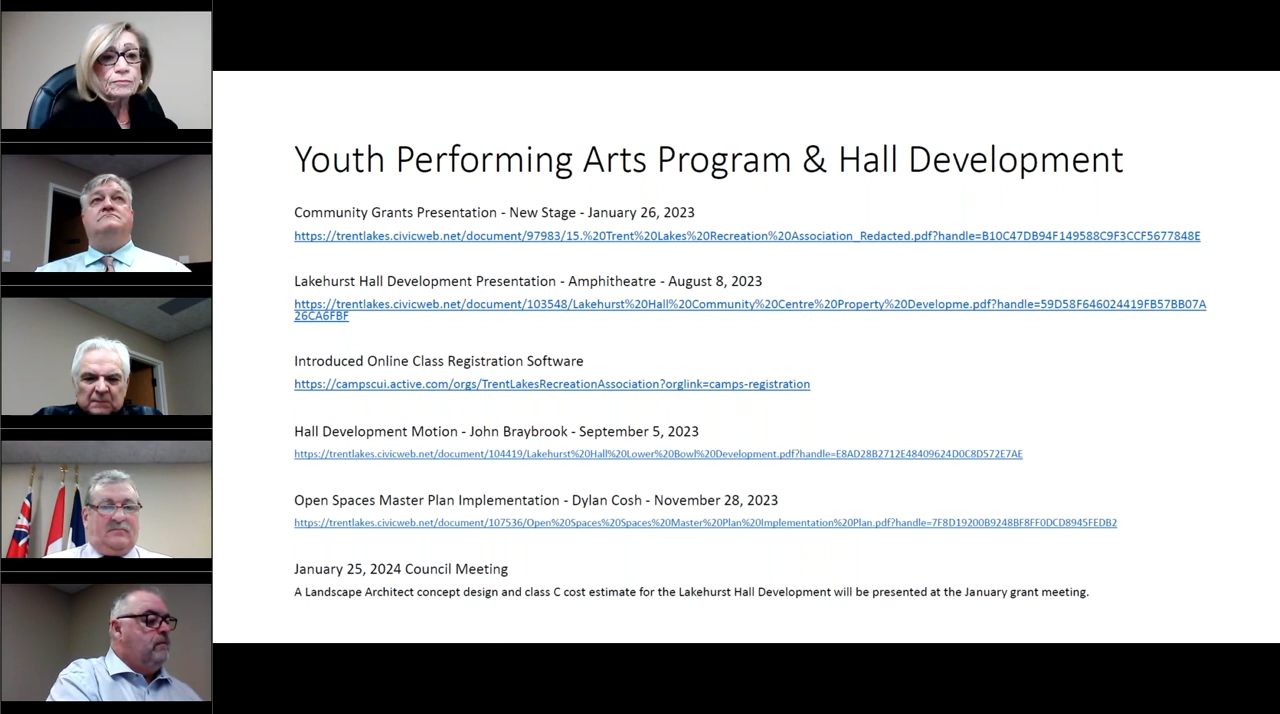 Youth Performing Arts Program & Hall Development
Community Grants Presentation - New Stage - January 26, 2023
https://trentlakes.civicweb.net/document/97983/15.%20Trent%20Lakes%20Recreation%20Association_Redacted.pdf?handle=B10C47DB94F149588C9F3CCF5677848E
Lakehurst Hall Development Presentation - Amphitheatre - August 8, 2023
https://trentlakes.civicweb.net/document/103548/Lakehurst%20Hall%20Community%20Centre%20Property%20Developme.pdf?handle=59D58F646024419FB57BB07A
26CA6FBF
Introduced Online Class Registration Software
https://campscui.active.com/orgs/TrentLakesRecreationAssociation?orglink=camps-registration
Hall Development Motion - John Braybrook - September 5, 2023
https://trentlakes.civicweb.net/document/104419/Lakehurst%20Hall%20Lower%20Bowl%20Development.pdf?handle=E8AD28B2712E48409624D0C8D572E7AE
Open Spaces Master Plan Implementation - Dylan Cosh - November 28, 2023
https://trentlakes.civicweb.net/document/107536/Open%20Spaces%20Spaces%20Master%20Plan%20Implementation%20Plan.pdf?handle=7F8D19200B9248BF8FF0DCD8945FEDB2
January 25, 2024 Council Meeting
A Landscape Architect concept design and class C cost estimate for the Lakehurst Hall Development will be presented at the January grant meeting.